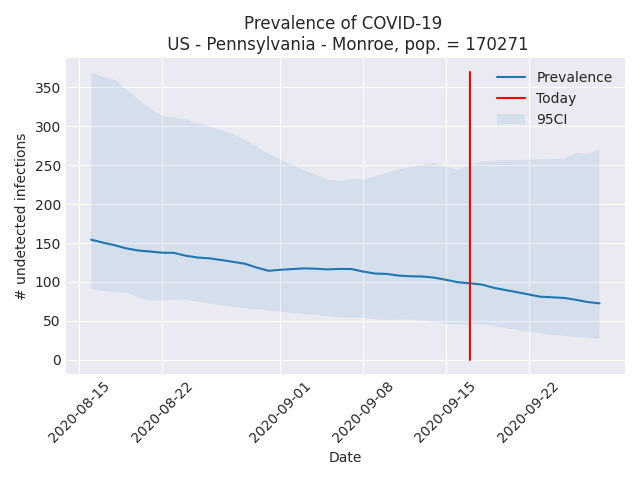 Prevalence of COVID-19
US - Pennsylvania - Monroe, pop. = 170271
Prevalence
Today
95CI
# undetected infections
350
300
250
200
150
100
50
0
2020-08-15
2020-08-22
2020-09-01
2020-09-08
2020-09-15
2020-09-22
Date